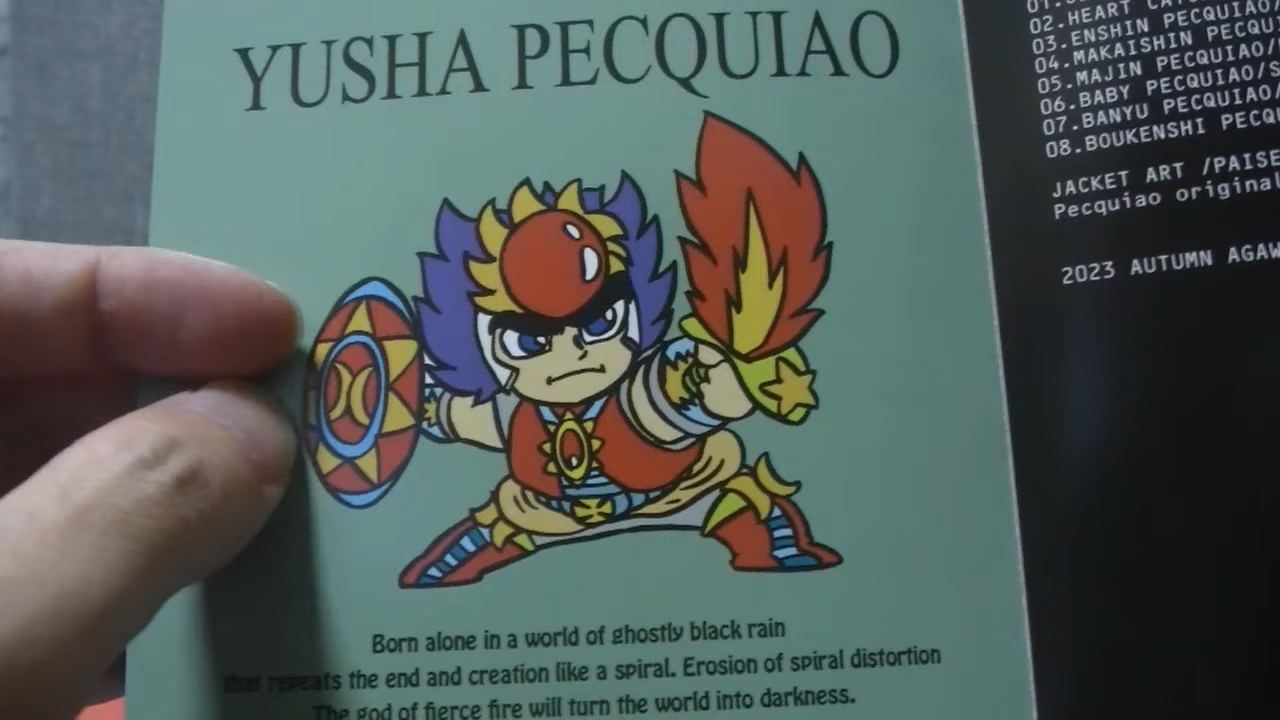 YUSHA PECQUIAO
Born alone in a world of ghostly black rain
that repeats the end and creation like a spiral. Erosion of spiral distortion
The god of fierce fire will turn the world into darkness.
01.
02.HEART
03.ENSHIN PECQUIAO/
04.MAKAISHIN
05.MAJIN PECQUIAO/
06.BABY PECQUIAO/S
07.BANYU PECQUIAO/
08.BOUKENSHI
JACKET ART /PAISE
Pecquiao original
2023 AUTUMN AGAW